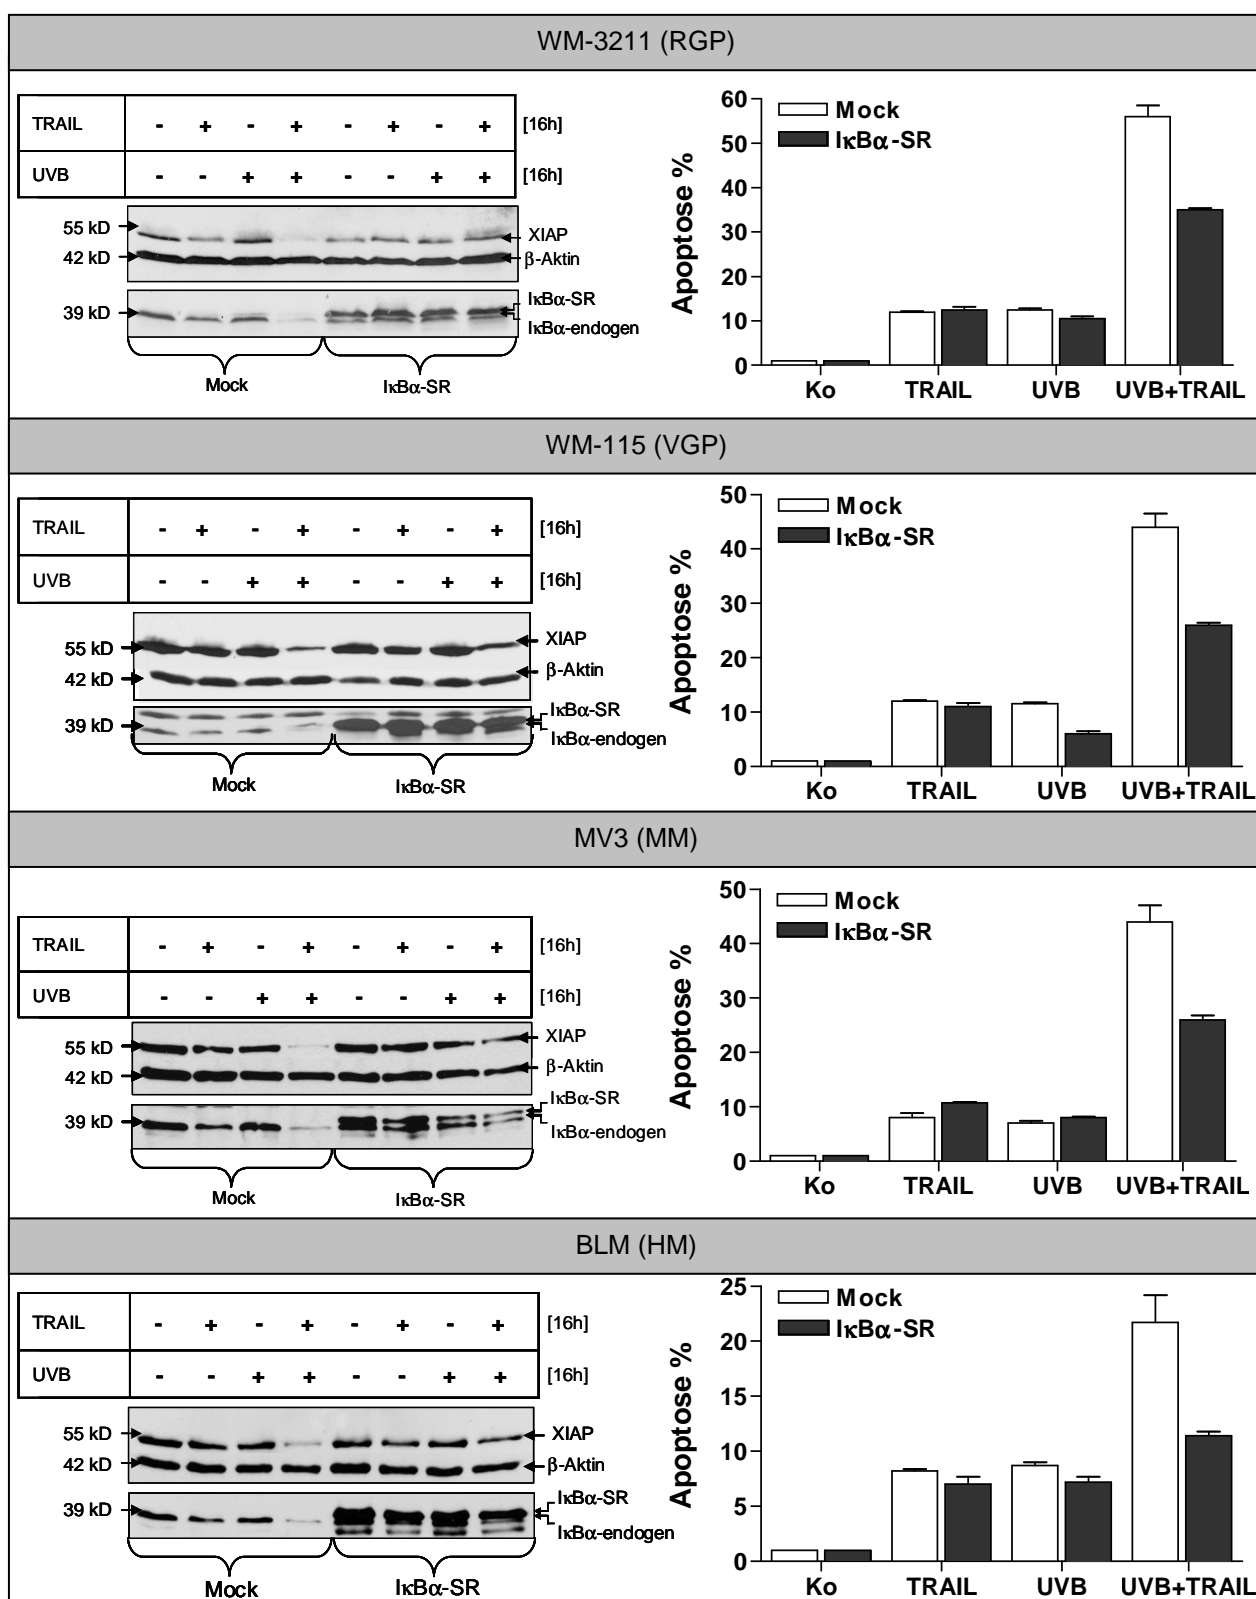 WM-3211 (RGP)
TRAIL - + - + - + - + [16h]
UVB - - + + - - + + [16h]
55 kD XIAP
42 kD β-Aktin
39 kD IκBα-SR
IκBα-endogen
Mock IκBα-SR
Apoptose %
60
50
40
30
20
10
0
Mock
IκBα-SR
Ko TRAIL UVB UVB+TRAIL
WM-115 (VGP)
TRAIL - + - + - + - + [16h]
UVB - - + + - - + + [16h]
55 kD XIAP
42 kD β-Aktin
39 kD IκBα-SR
IκBα-endogen
Mock IκBα-SR
Apoptose %
50
40
30
20
10
0
Mock
IκBα-SR
Ko TRAIL UVB UVB+TRAIL
MV3 (MM)
TRAIL - + - + - + - + [16h]
UVB - - + + - - + + [16h]
55 kD XIAP
42 kD β-Aktin
39 kD IκBα-SR
IκBα-endogen
Mock IκBα-SR
Apoptose %
50
40
30
20
10
0
Mock
IκBα-SR
Ko TRAIL UVB UVB+TRAIL
BLM (HM)
TRAIL - + - + - + - + [16h]
UVB - - + + - - + + [16h]
55 kD XIAP
42 kD β-Aktin
39 kD IκBα-SR
IκBα-endogen
Mock IκBα-SR
Apoptose %
25
20
15
10
5
0
Mock
IκBα-SR
Ko TRAIL UVB UVB+TRAIL